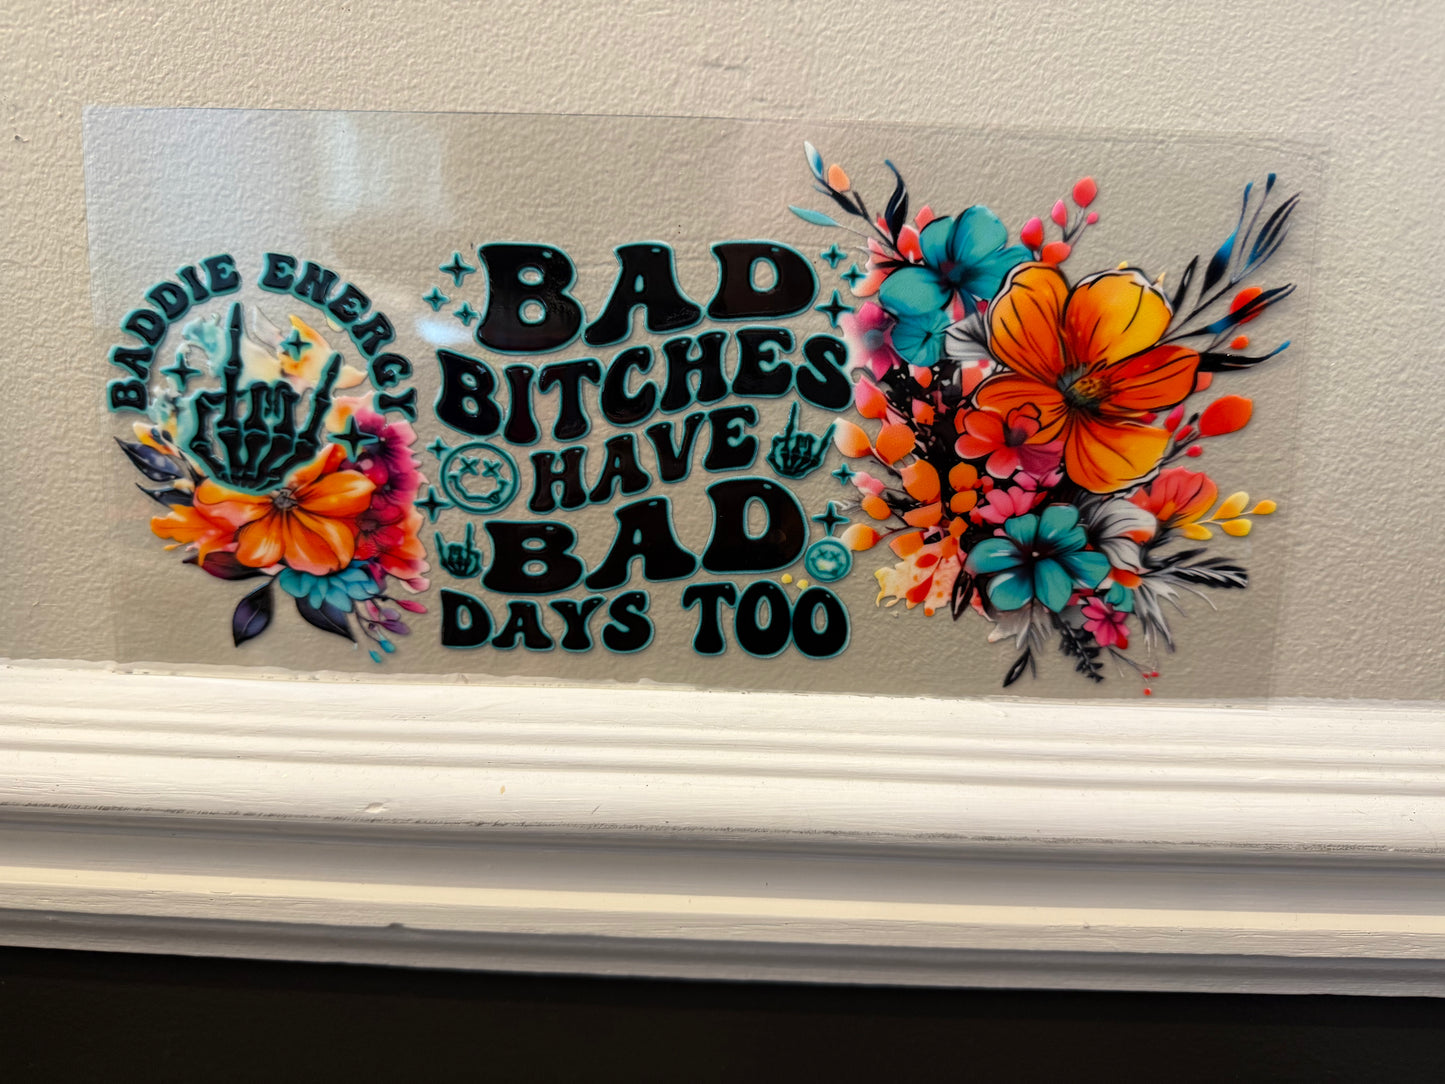 BADDIE ENERGY
BAD
BITCHES
HAVE
BAD
DAYS TOO